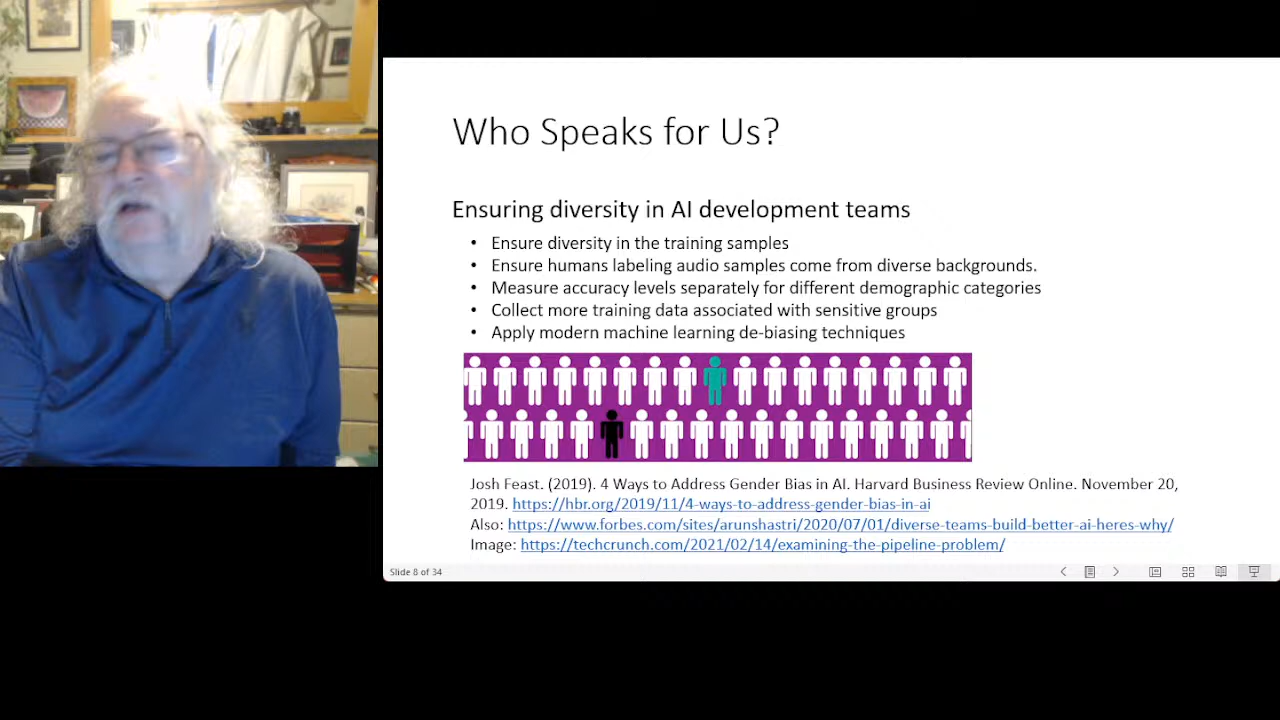 Who Speaks for Us?
Ensuring diversity in AI development teams
• Ensure diversity in the training samples
• Ensure humans labeling audio samples come from diverse backgrounds.
• Measure accuracy levels separately for different demographic categories
• Collect more training data associated with sensitive groups
• Apply modern machine learning de-biasing techniques
Josh Feast. (2019). 4 Ways to Address Gender Bias in AI. Harvard Business Review Online. November 20,
2019. https://hbr.org/2019/11/4-ways-to-address-gender-bias-in-ai
Also: https://www.forbes.com/sites/arunshastri/2020/07/01/diverse-teams-build-better-ai-heres-why/
Image: https://techcrunch.com/2021/02/14/examining-the-pipeline-problem/
Slide 8 of 34